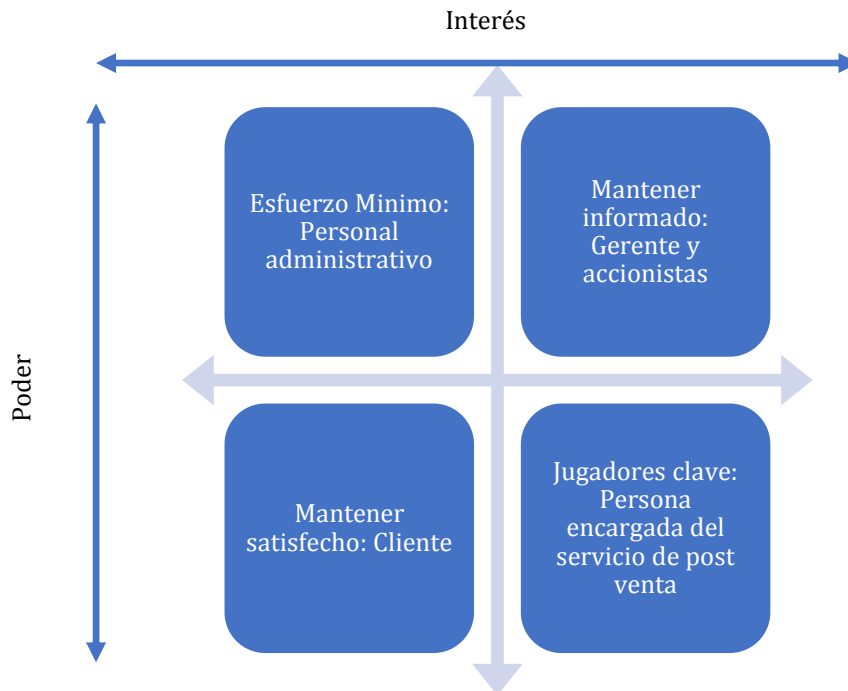 Interés
Esfuerzo Minimo:
Personal
administrativo
Mantener
informado:
Gerente y
accionistas
Poder
Mantener
satisfecho: Cliente
Jugadores clave:
Persona
encargada del
servicio de post
venta